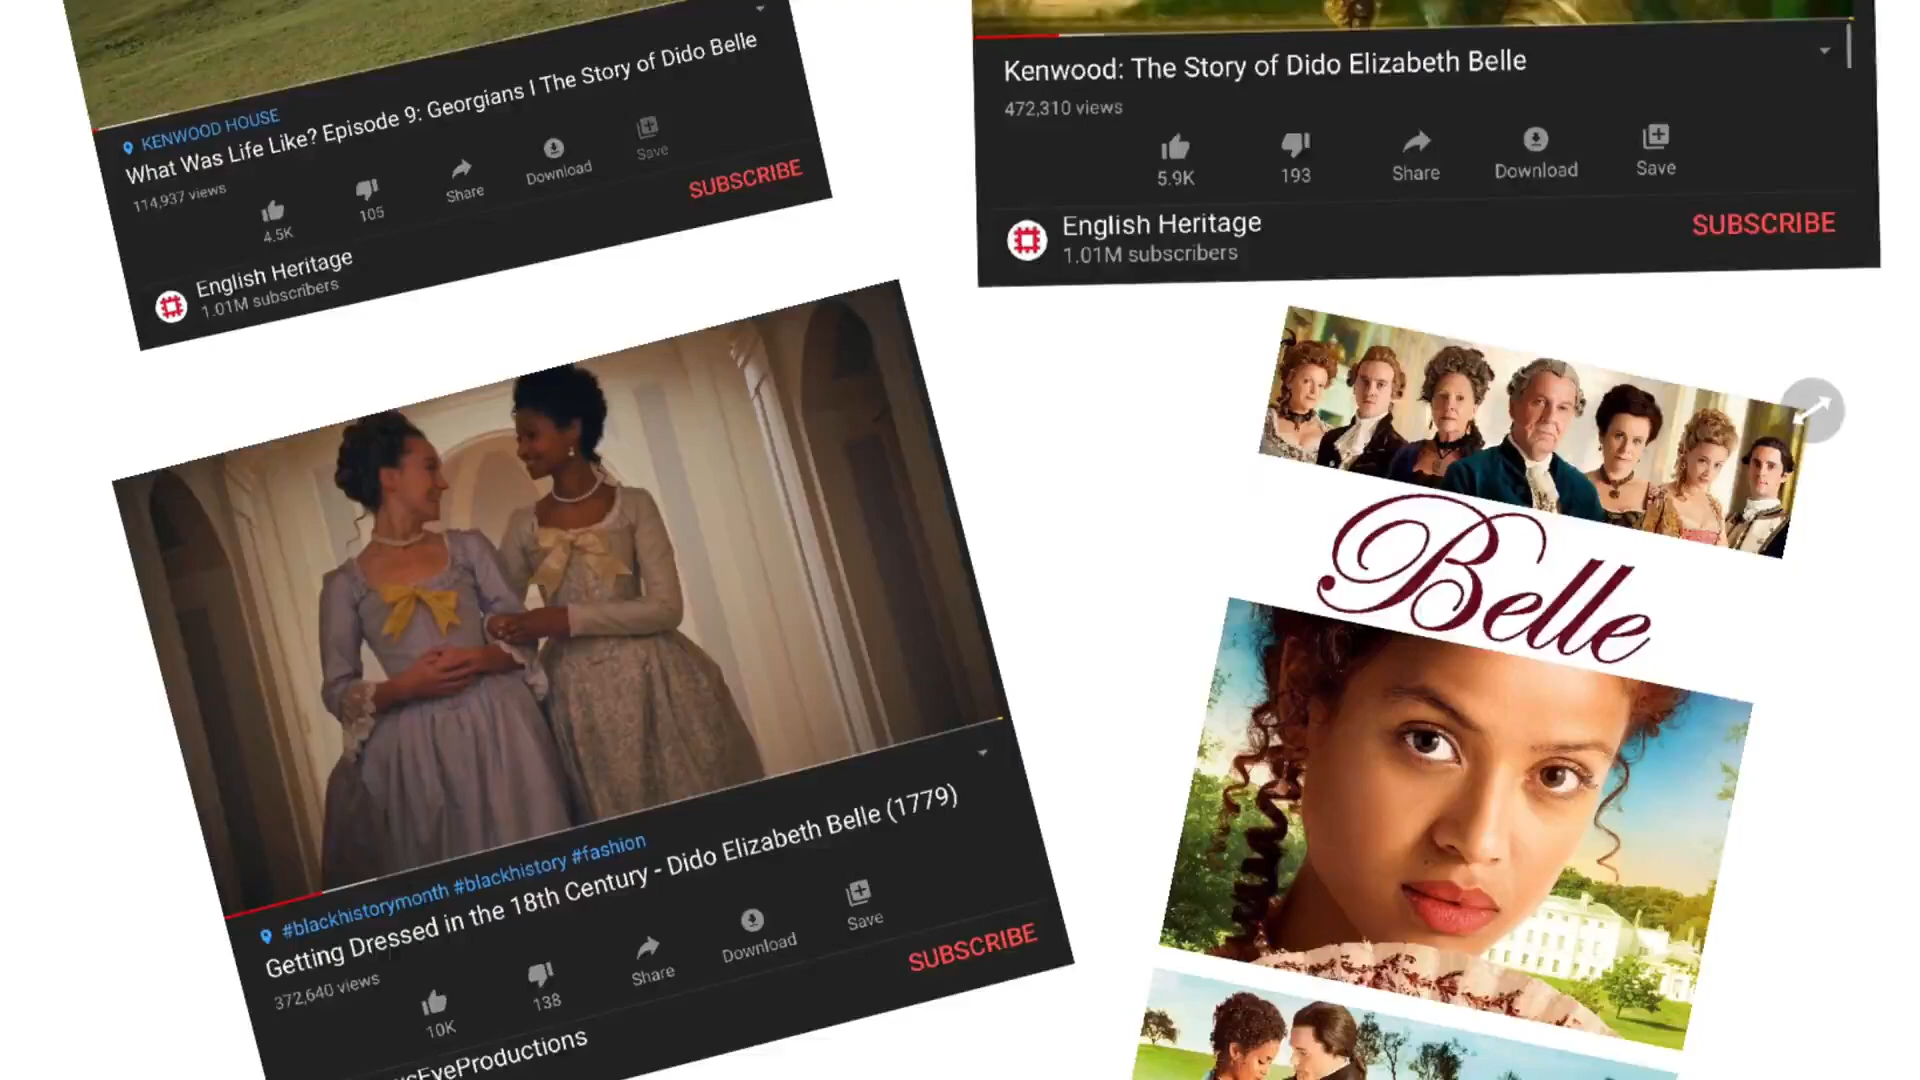 KENWOOD HOUSE
What Was Life Like? Episode 9: Georgians I The Story of Dido Belle
114,937 views
4.5K
105
Share
Download
Save
SUBSCRIBE
English Heritage
1.01M subscribers
Kenwood: The Story of Dido Elizabeth Belle
472,310 views
5.9K
193
Share
Download
Save
English Heritage
1.01M subscribers
SUBSCRIBE
#blackhistorymonth #blackhistory #fashion
Getting Dressed in the 18th Century - Dido Elizabeth Belle (1779)
372,640 views
10K
138
Share
Download
Save
SUBSCRIBE
Belle